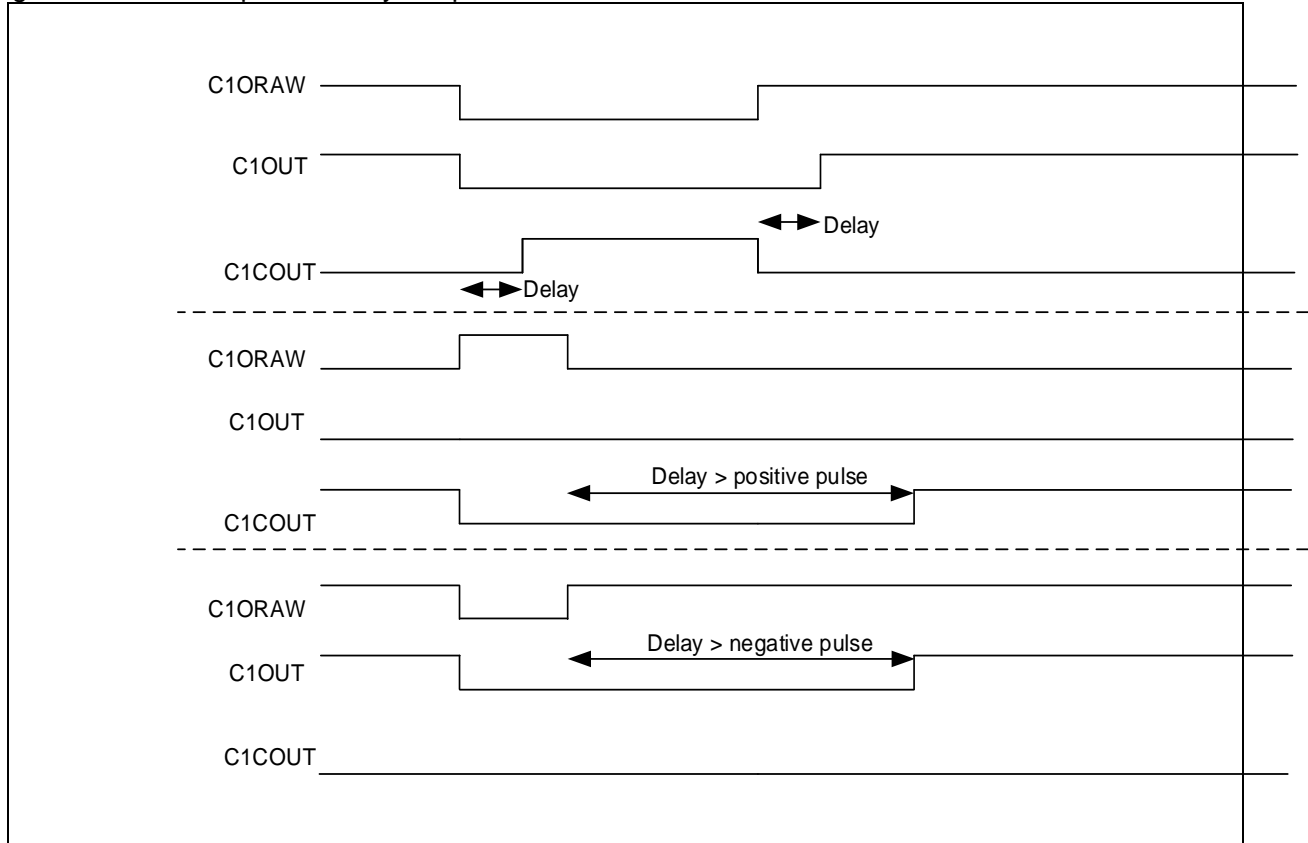 C1ORAW
C1OUT
Delay
C1COUT
Delay
C1ORAW
C1OUT
Delay > positive pulse
C1COUT
C1ORAW
Delay > negative pulse
C1OUT
C1COUT